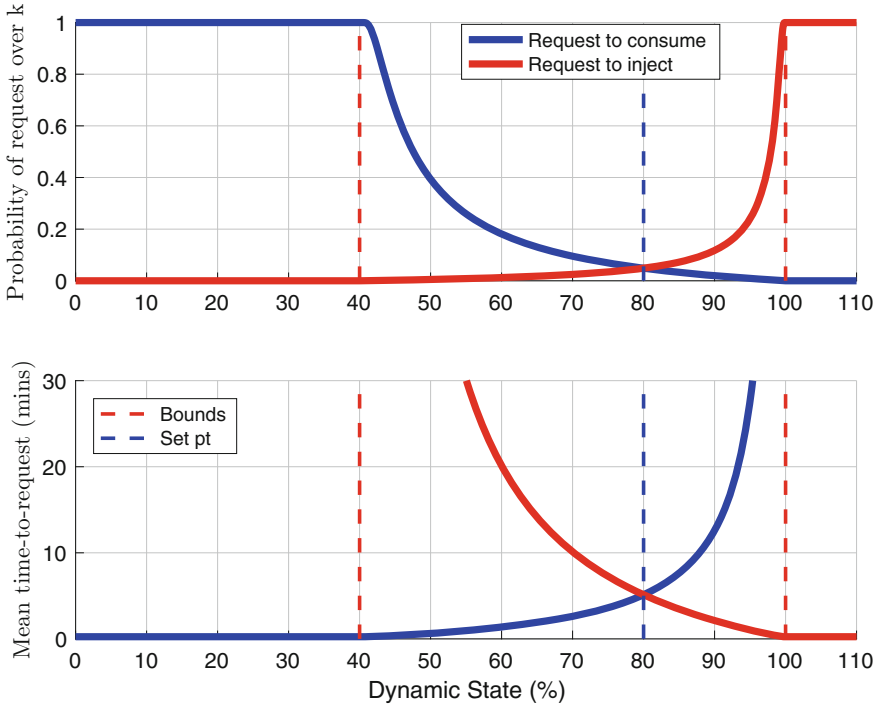 Probability of request over k
1
0.8
0.6
0.4
0.2
0
Request to consume
Request to inject
0 10 20 30 40 50 60 70 80 90 100 110
Mean time-to-request (mins)
30
20
10
0
Bounds
Set pt
0 10 20 30 40 50 60 70 80 90 100 110
Dynamic State (%)